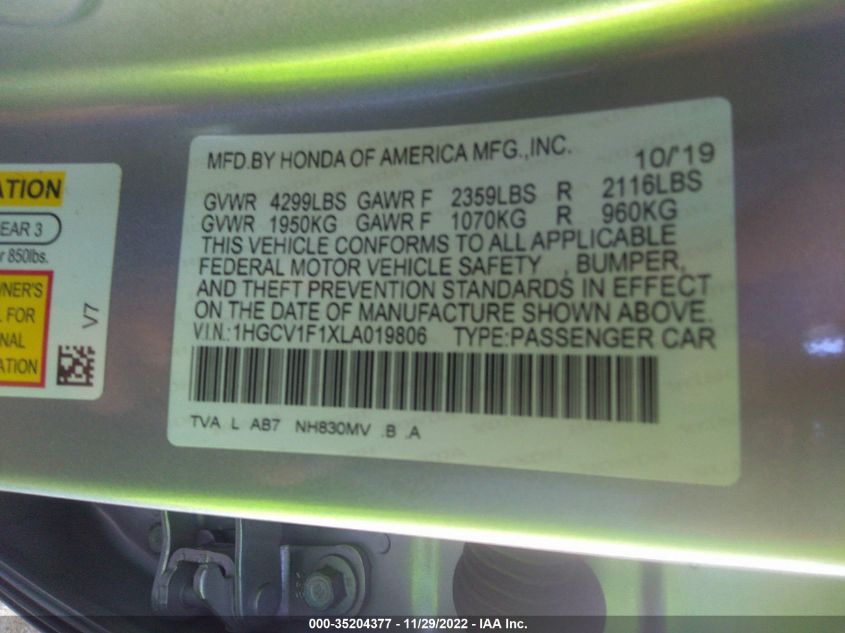 ATION
EAR 3
r 850lbs.
NER'S
L FOR
NAL
ATION
V7
MFD.BY HONDA OF AMERICA MFG.,INC. 10/'19
GVWR 4299LBS GAWR F 2359LBS R 2116LBS
GVWR 1950KG GAWR F 1070KG R 960KG
THIS VEHICLE CONFORMS TO ALL APPLICABLE
FEDERAL MOTOR VEHICLE SAFETY , BUMPER,
AND THEFT PREVENTION STANDARDS IN EFFECT
ON THE DATE OF MANUFACTURE SHOWN ABOVE.
V.I.N.:1HGCV1F1XLA019806 TYPE:PASSENGER CAR
TVA L AB7 NH830MV .B .A
000-35204377 - 11/29/2022 - IAA Inc.